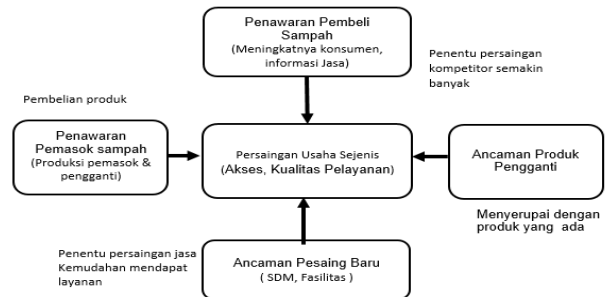 Penawaran Pembeli
Sampah
(Meningkatnya konsumen,
informasi Jasa)
Penentu persaingan
kompetitor semakin
banyak
Pembelian produk
Penawaran
Pemasok sampah
(Produksi pemasok &
pengganti)
Persaingan Usaha Sejenis
(Akses, Kualitas Pelayanan)
Ancaman Produk
Pengganti
Menyerupai dengan
produk yang ada
Penentu persaingan jasa
Kemudahan mendapat
layanan
Ancaman Pesaing Baru
( SDM, Fasilitas )